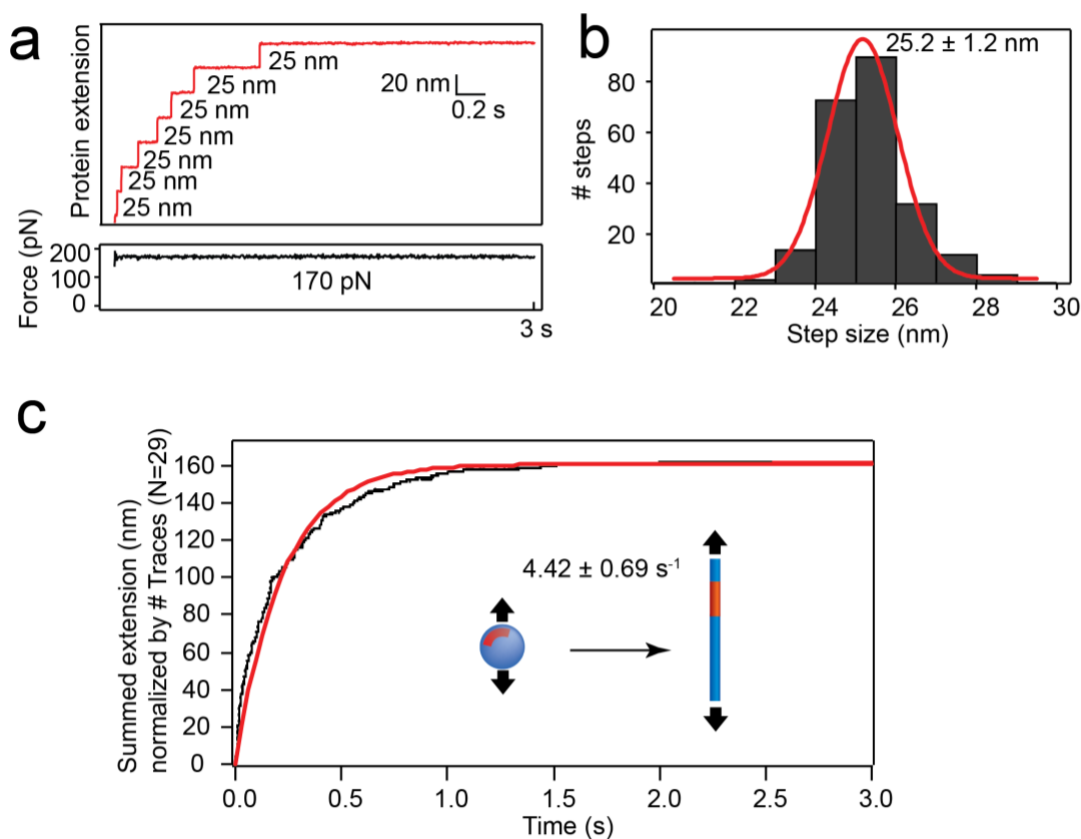 a
Protein extension
25 nm
25 nm
25 nm
25 nm
25 nm
25 nm
25 nm
20 nm
0.2 s
Force (pN)
200
100
0
170 pN
3 s
b
# steps
80
60
40
20
25.2 ± 1.2 nm
20 22 24 26 28 30
Step size (nm)
c
Summed extension (nm)
normalized by # Traces (N=29)
160
140
120
100
80
60
40
20
0
4.42 ± 0.69 s⁻¹
0.0 0.5 1.0 1.5 2.0 2.5 3.0
Time (s)